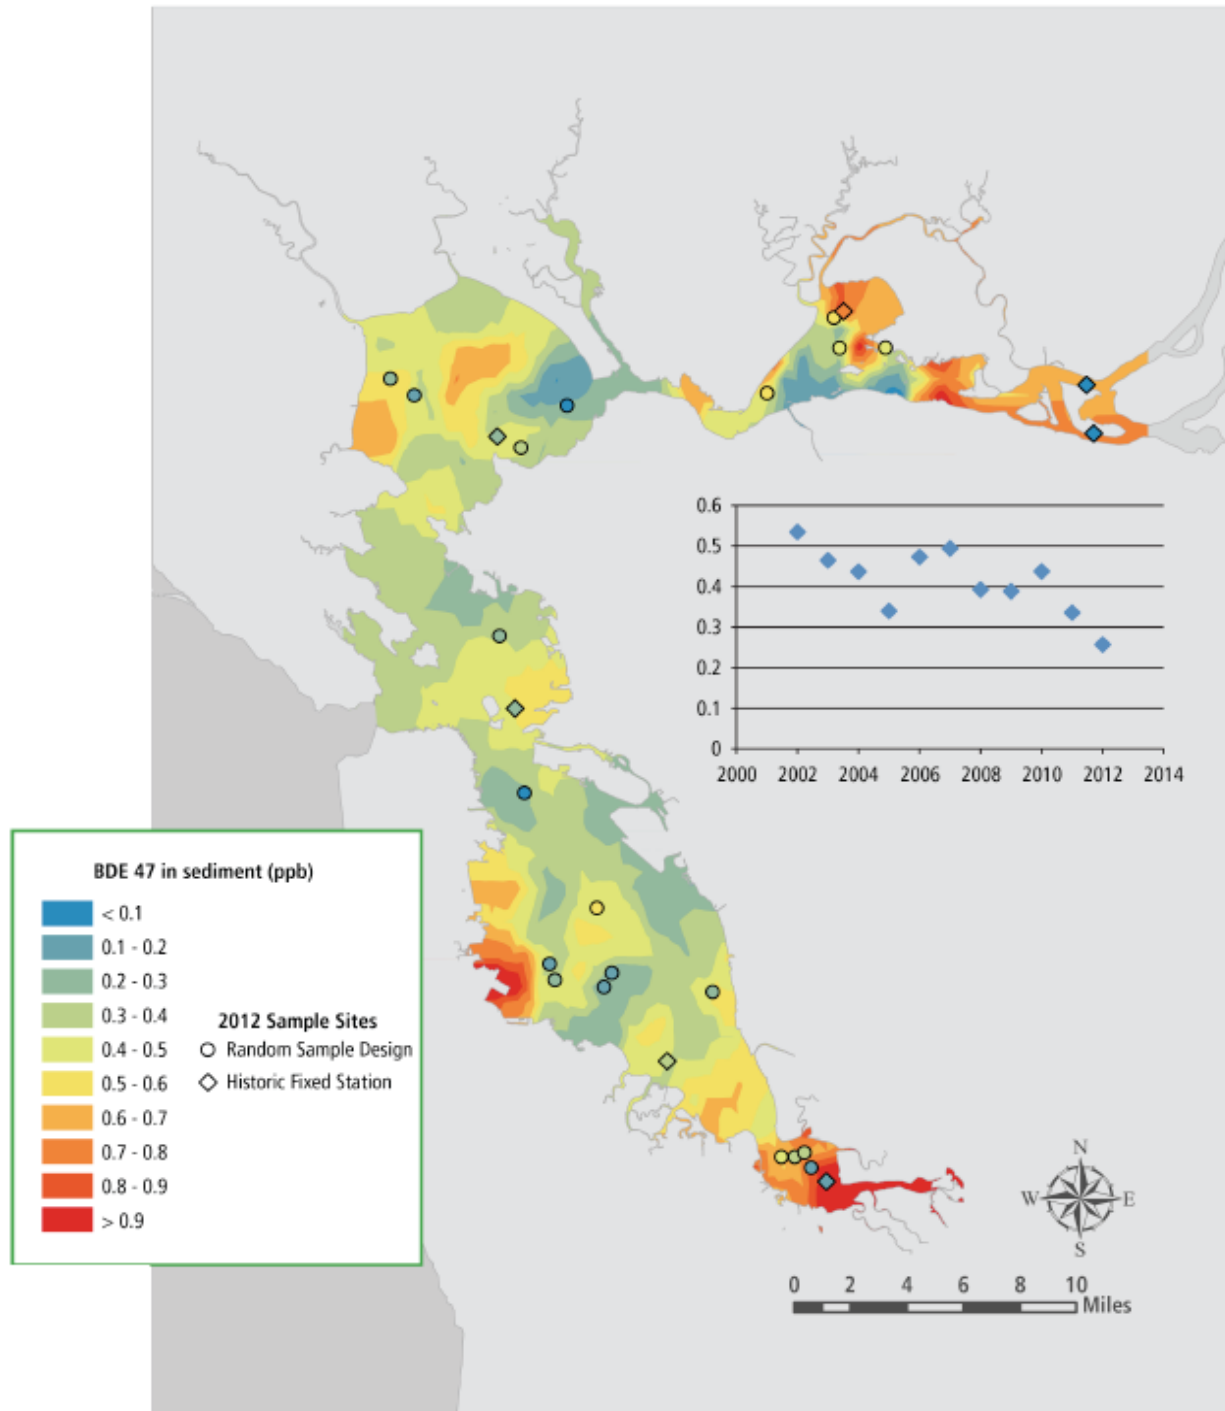 0.6
0.5
0.4
0.3
0.2
0.1
0
2000 2002 2004 2006 2008 2010 2012 2014
BDE 47 in sediment (ppb)
< 0.1
0.1 - 0.2
0.2 - 0.3
0.3 - 0.4
0.4 - 0.5
0.5 - 0.6
0.6 - 0.7
0.7 - 0.8
0.8 - 0.9
> 0.9
2012 Sample Sites
Random Sample Design
Historic Fixed Station
N
W E
S
0 2 4 6 8 10
Miles